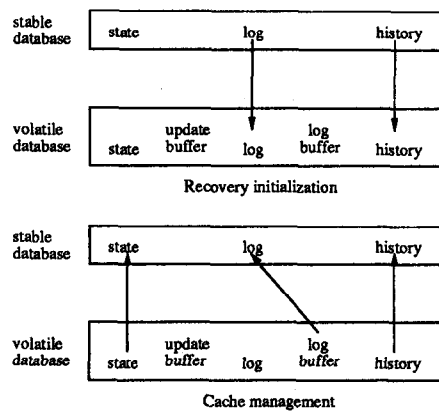 stable
database
state log history
volatile
database
update
buffer
log
buffer
state log history
Recovery initialization
stable
database
state log history
volatile
database
update
buffer
log
buffer
state log history
Cache management